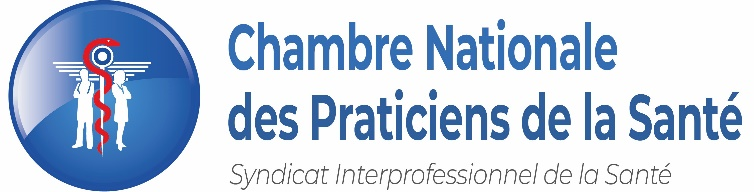 Chambre Nationale
des Praticiens de la Santé
Syndicat Interprofessionnel de la Santé